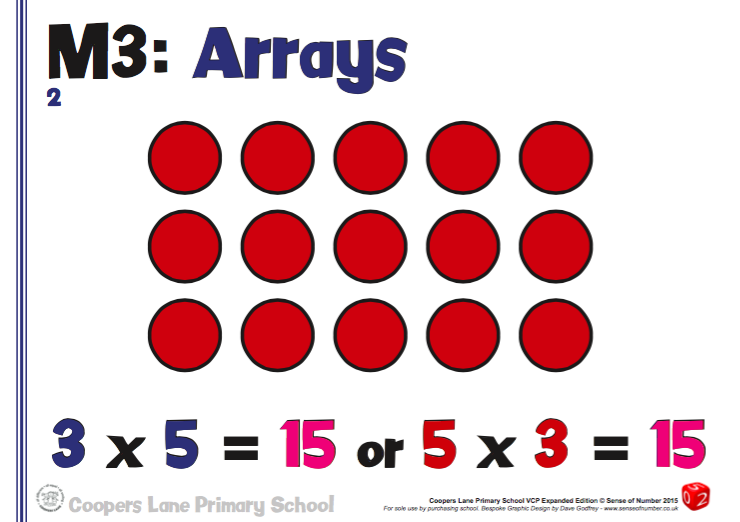 M3: Arrays
2
3 x 5 = 15 or 5 x 3 = 15
Coopers Lane Primary School
Coopers Lane Primary School VCP Expanded Edition © Sense of Number 2015
For sole use by purchasing school. Bespoke Graphic Design by Dave Godfrey - www.senseofnumber.co.uk